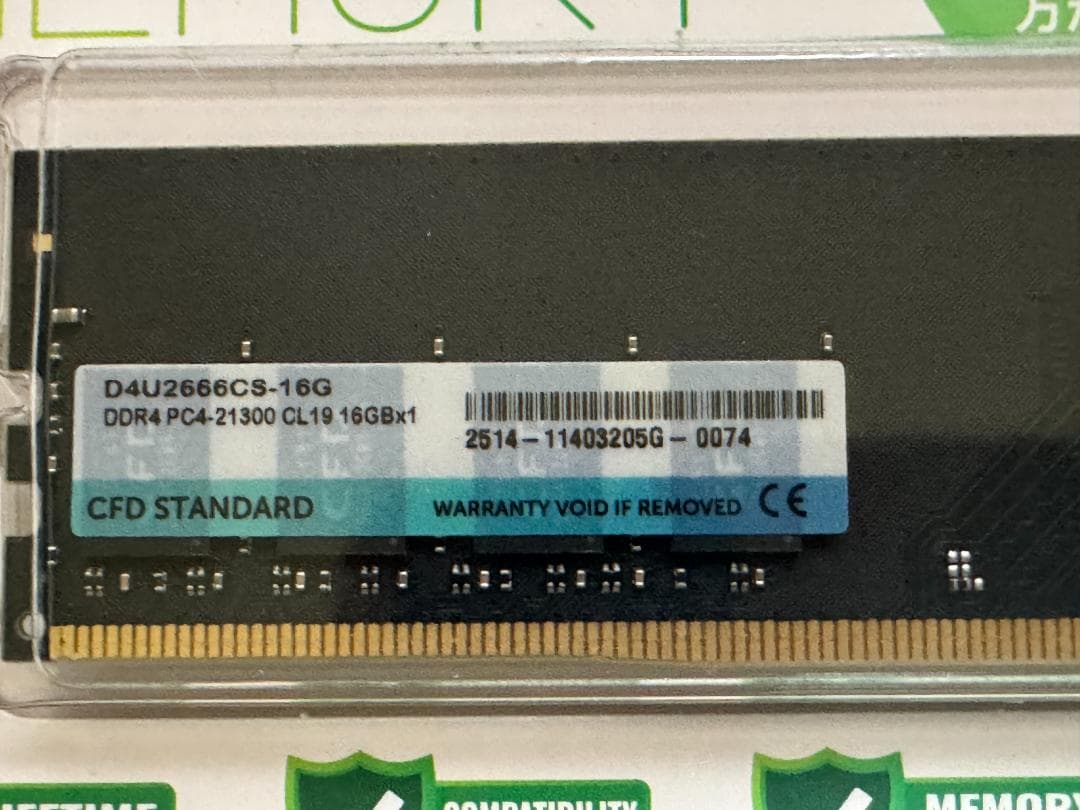 D4U2666CS-16G
DDR4 PC4-21300 CL19 16GBx1
2514-11403205G-0074
CFD STANDARD
WARRANTY VOID IF REMOVED CE
COMPATIBILITY
MEMORY